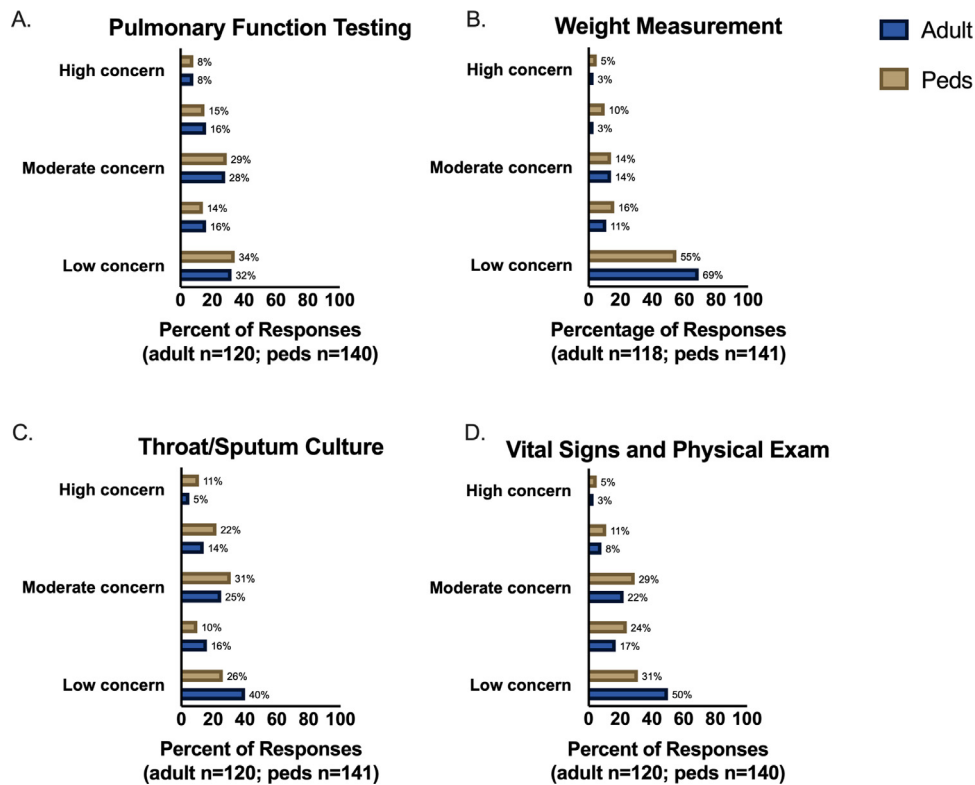 A.
Pulmonary Function Testing
High concern
8%
8%
15%
16%
Moderate concern
29%
28%
14%
16%
Low concern
34%
32%
0 20 40 60 80 100
Percent of Responses
(adult n=120; peds n=140)
B.
Weight Measurement
High concern
5%
3%
10%
3%
Moderate concern
14%
14%
16%
11%
Low concern
55%
69%
0 20 40 60 80 100
Percentage of Responses
(adult n=118; peds n=141)
Adult
Peds
C.
Throat/Sputum Culture
High concern
11%
5%
22%
14%
Moderate concern
31%
25%
10%
16%
Low concern
26%
40%
0 20 40 60 80 100
Percent of Responses
(adult n=120; peds n=141)
D.
Vital Signs and Physical Exam
High concern
5%
3%
11%
8%
Moderate concern
29%
22%
24%
17%
Low concern
31%
50%
0 20 40 60 80 100
Percent of Responses
(adult n=120; peds n=140)